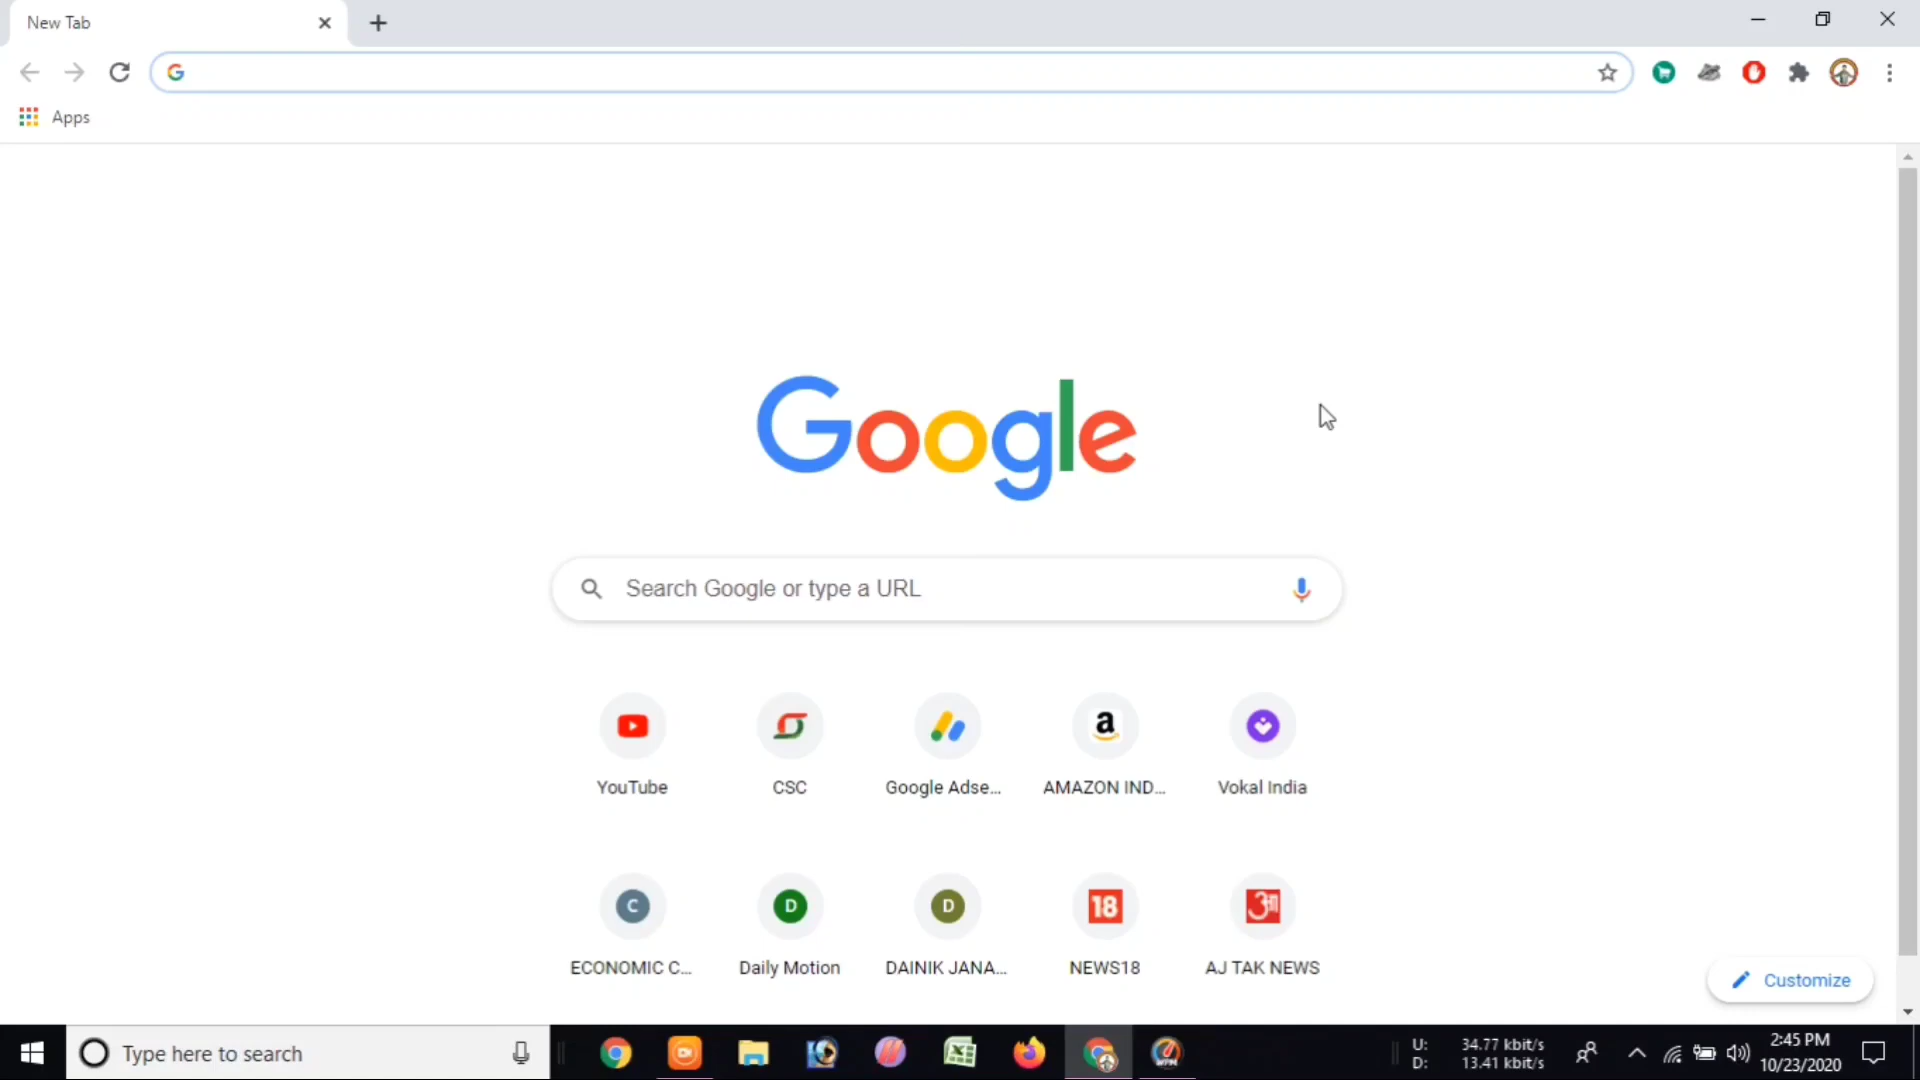 New Tab
Apps
Google
Search Google or type a URL
YouTube
CSC
Google Adse...
AMAZON IND...
Vokal India
ECONOMIC C...
Daily Motion
DAINIK JANA...
NEWS18
AJ TAK NEWS
Customize
Type here to search
U: 34.77 kbit/s
D: 13.41 kbit/s
2:45 PM
10/23/2020